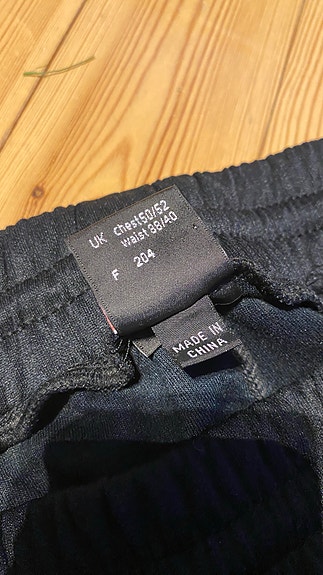 UK Chest50/52
Waist 38/40
F 204
MADE IN
CHINA